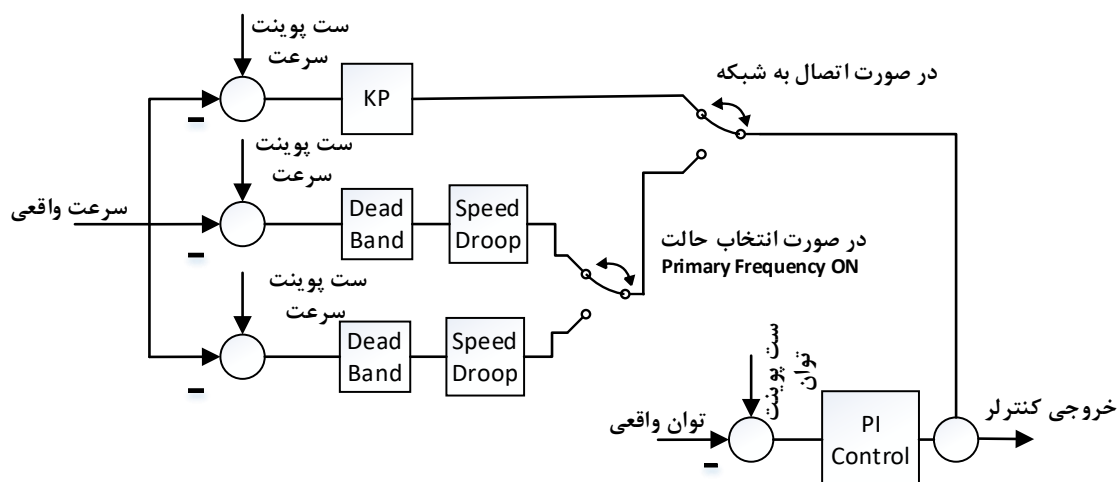 ست پوینت
سرعت
KP
در صورت اتصال به شبکه
ست پوینت
سرعت
سرعت واقعی
Dead
Band
Speed
Droop
در صورت انتخاب حالت
Primary Frequency ON
ست پوینت
سرعت
Dead
Band
Speed
Droop
ست پوینت
توان
توان واقعی
PI
Control
خروجی کنترلر